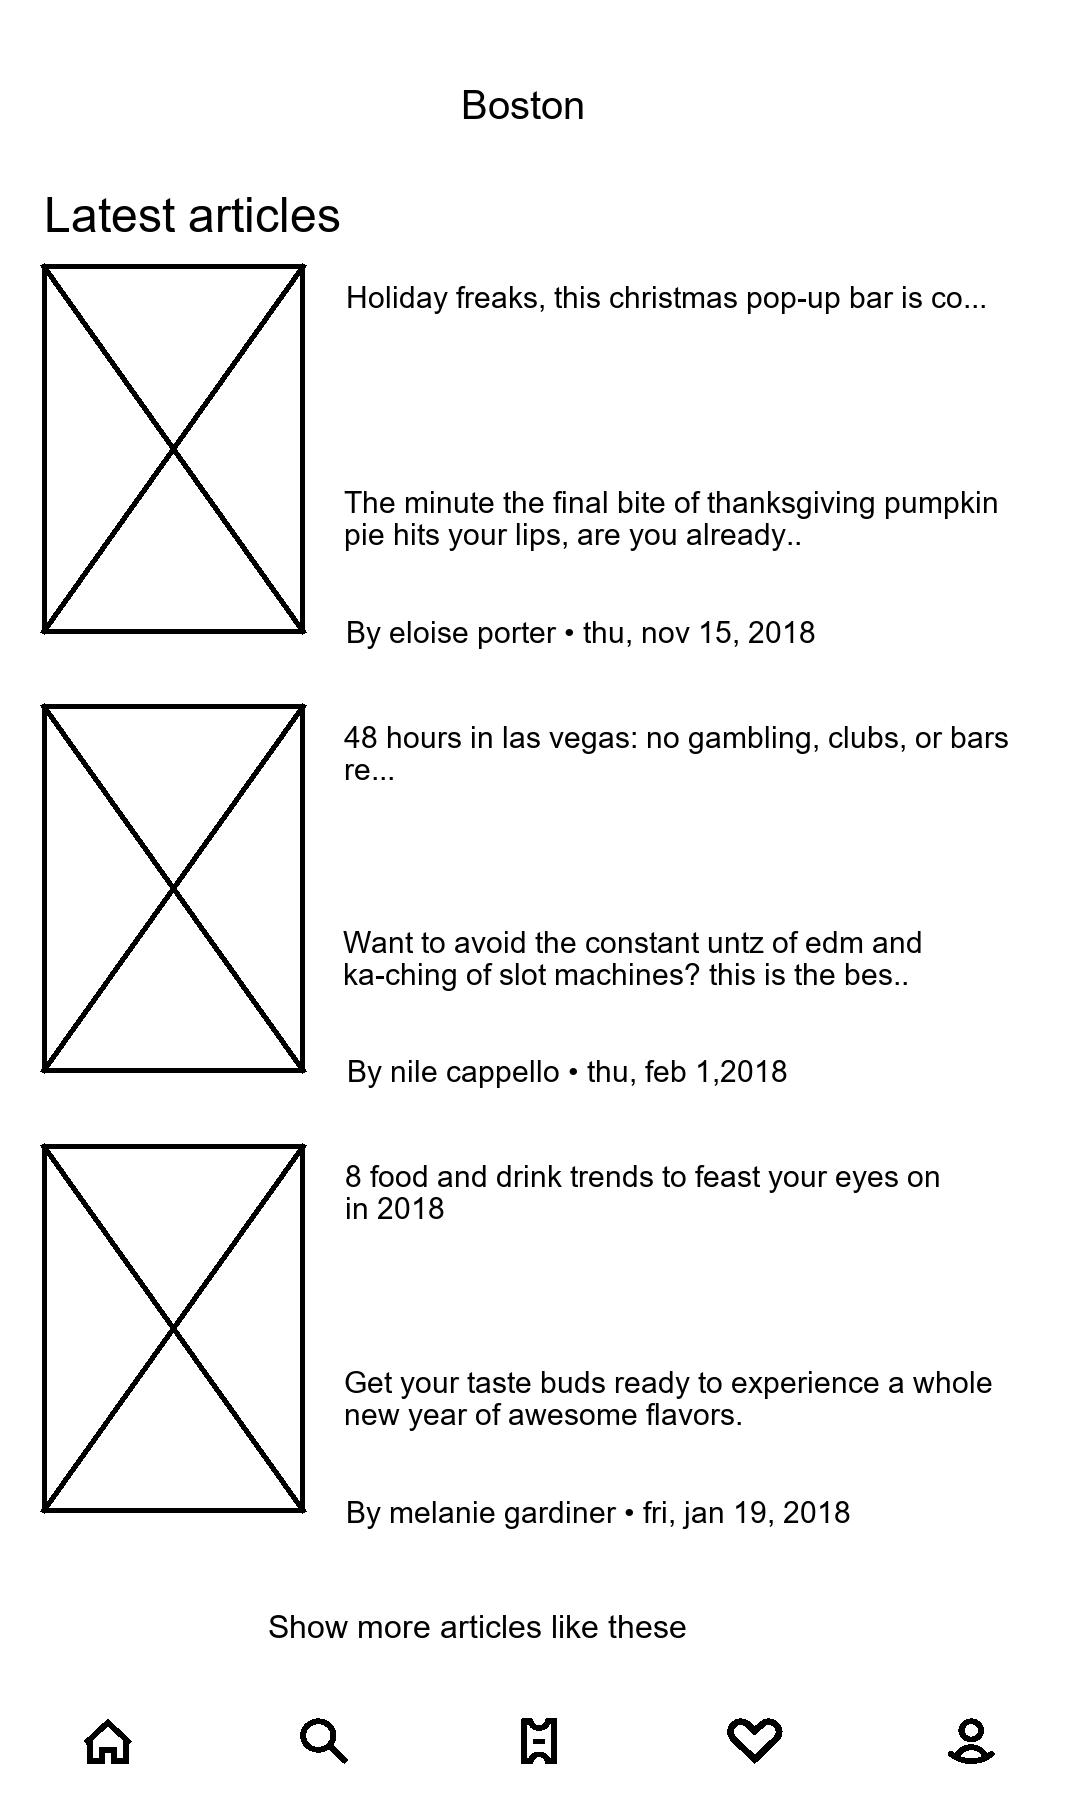 Boston
Latest articles
Holiday freaks, this christmas pop-up bar is co...
The minute the final bite of thanksgiving pumpkin
pie hits your lips, are you already..
By eloise porter • thu, nov 15, 2018
48 hours in las vegas: no gambling, clubs, or bars
re...
Want to avoid the constant untz of edm and
ka-ching of slot machines? this is the bes..
By nile cappello • thu, feb 1,2018
8 food and drink trends to feast your eyes on
in 2018
Get your taste buds ready to experience a whole
new year of awesome flavors.
By melanie gardiner • fri, jan 19, 2018
Show more articles like these